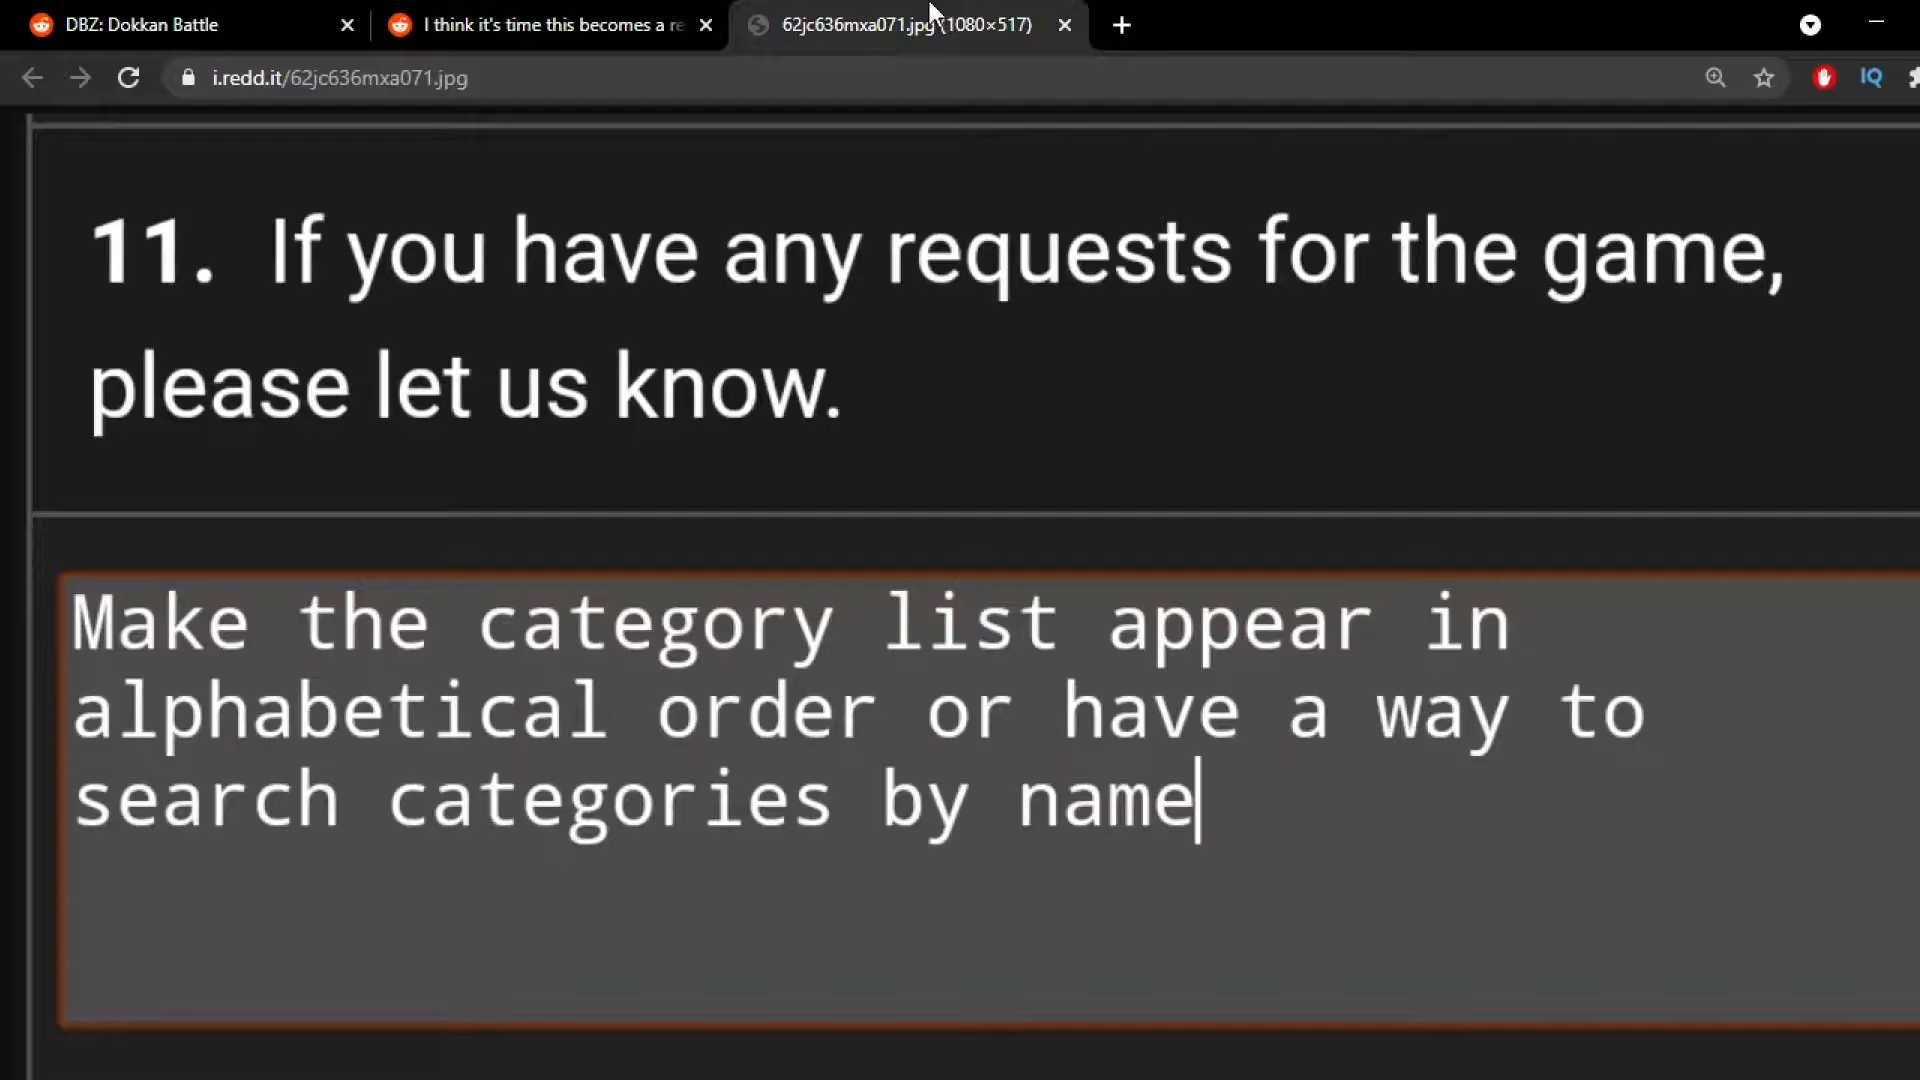 DBZ: Dokkan Battle
I think it's time this becomes a re
62jc636mxa071.jpg (1080×517)
i.redd.it/62jc636mxa071.jpg
IQ
11. If you have any requests for the game,
please let us know.
Make the category list appear in
alphabetical order or have a way to
search categories by name